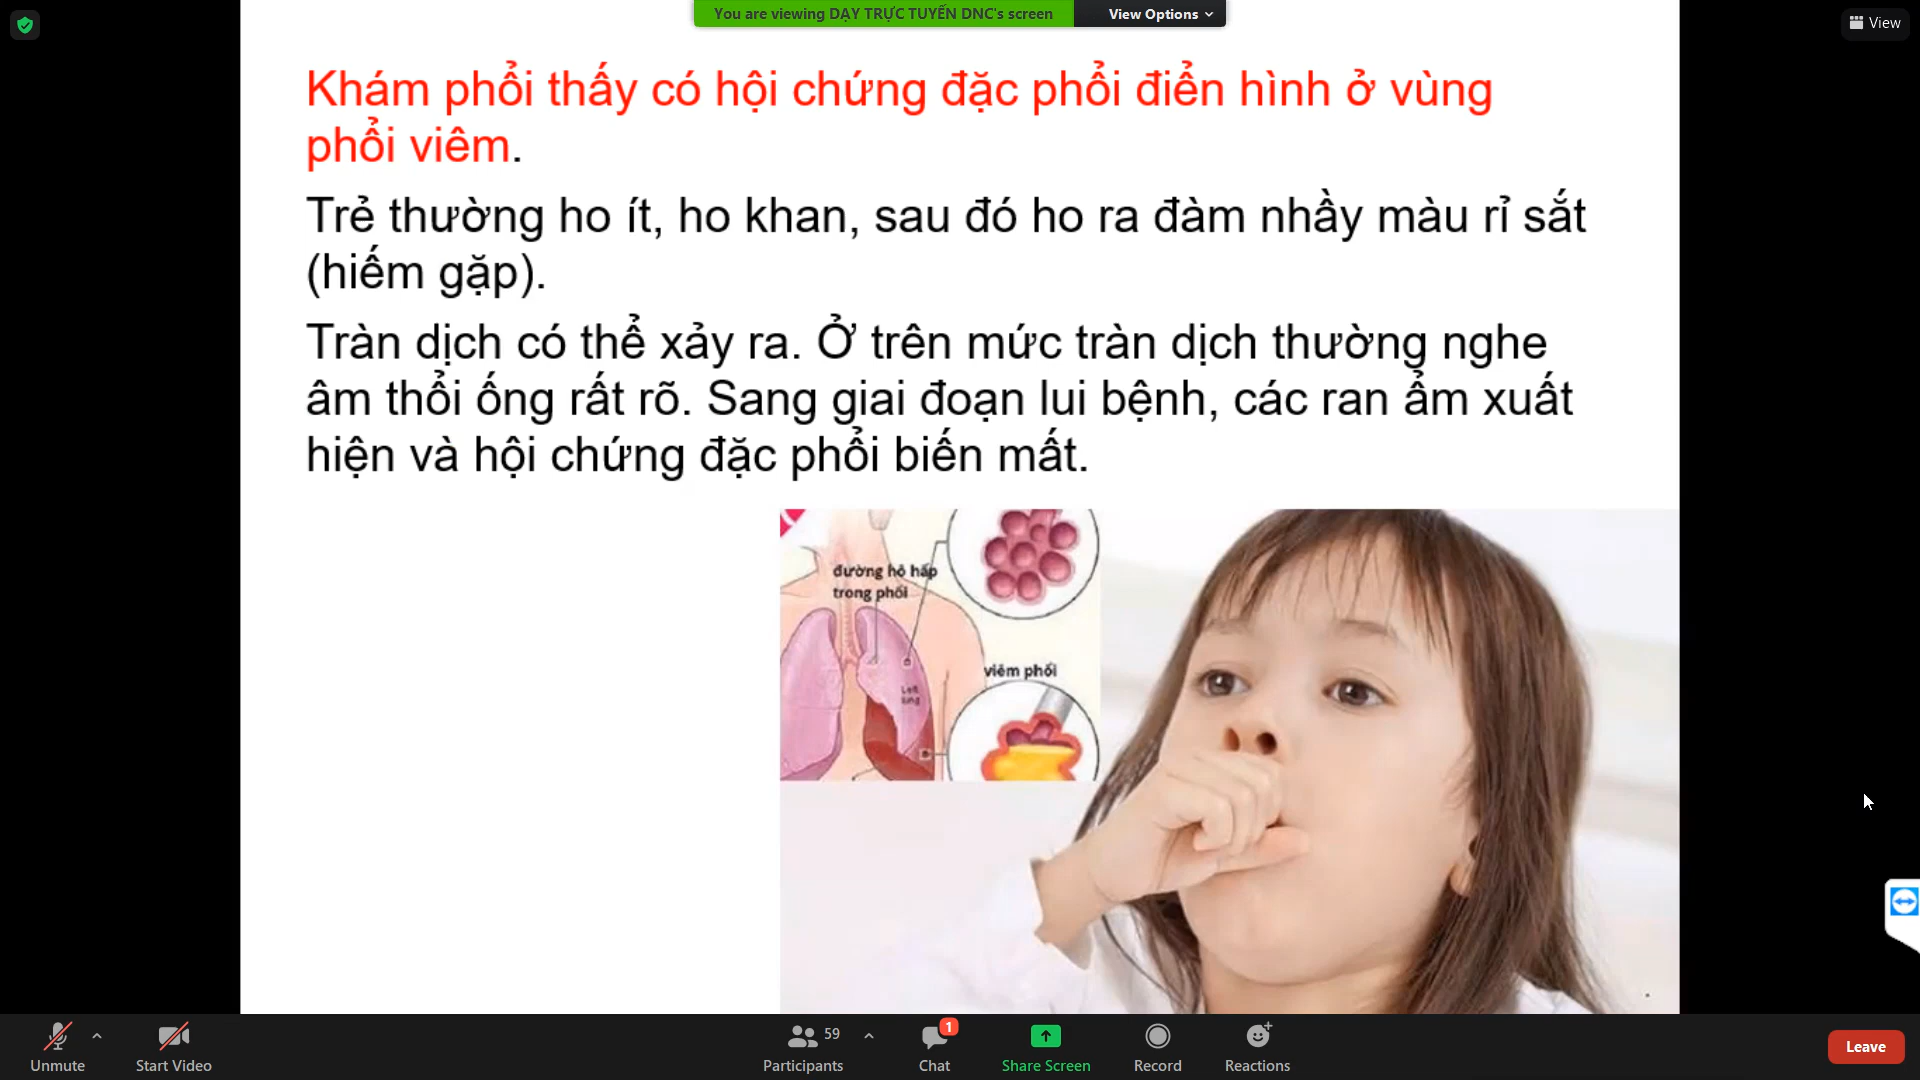 You are viewing DẠY TRỰC TUYẾN DNC's screen
View Options
View
Khám phổi thấy có hội chứng đặc phổi điển hình ở vùng
phổi viêm.
Trẻ thường ho ít, ho khan, sau đó ho ra đàm nhầy màu rỉ sắt
(hiếm gặp).
Tràn dịch có thể xảy ra. Ở trên mức tràn dịch thường nghe
âm thổi ống rất rõ. Sang giai đoạn lui bệnh, các ran ẩm xuất
hiện và hội chứng đặc phổi biến mất.
đường hô hấp
trong phổi
viêm phổi
Left
lung
Unmute
Start Video
59
Participants
1
Chat
Share Screen
Record
Reactions
Leave